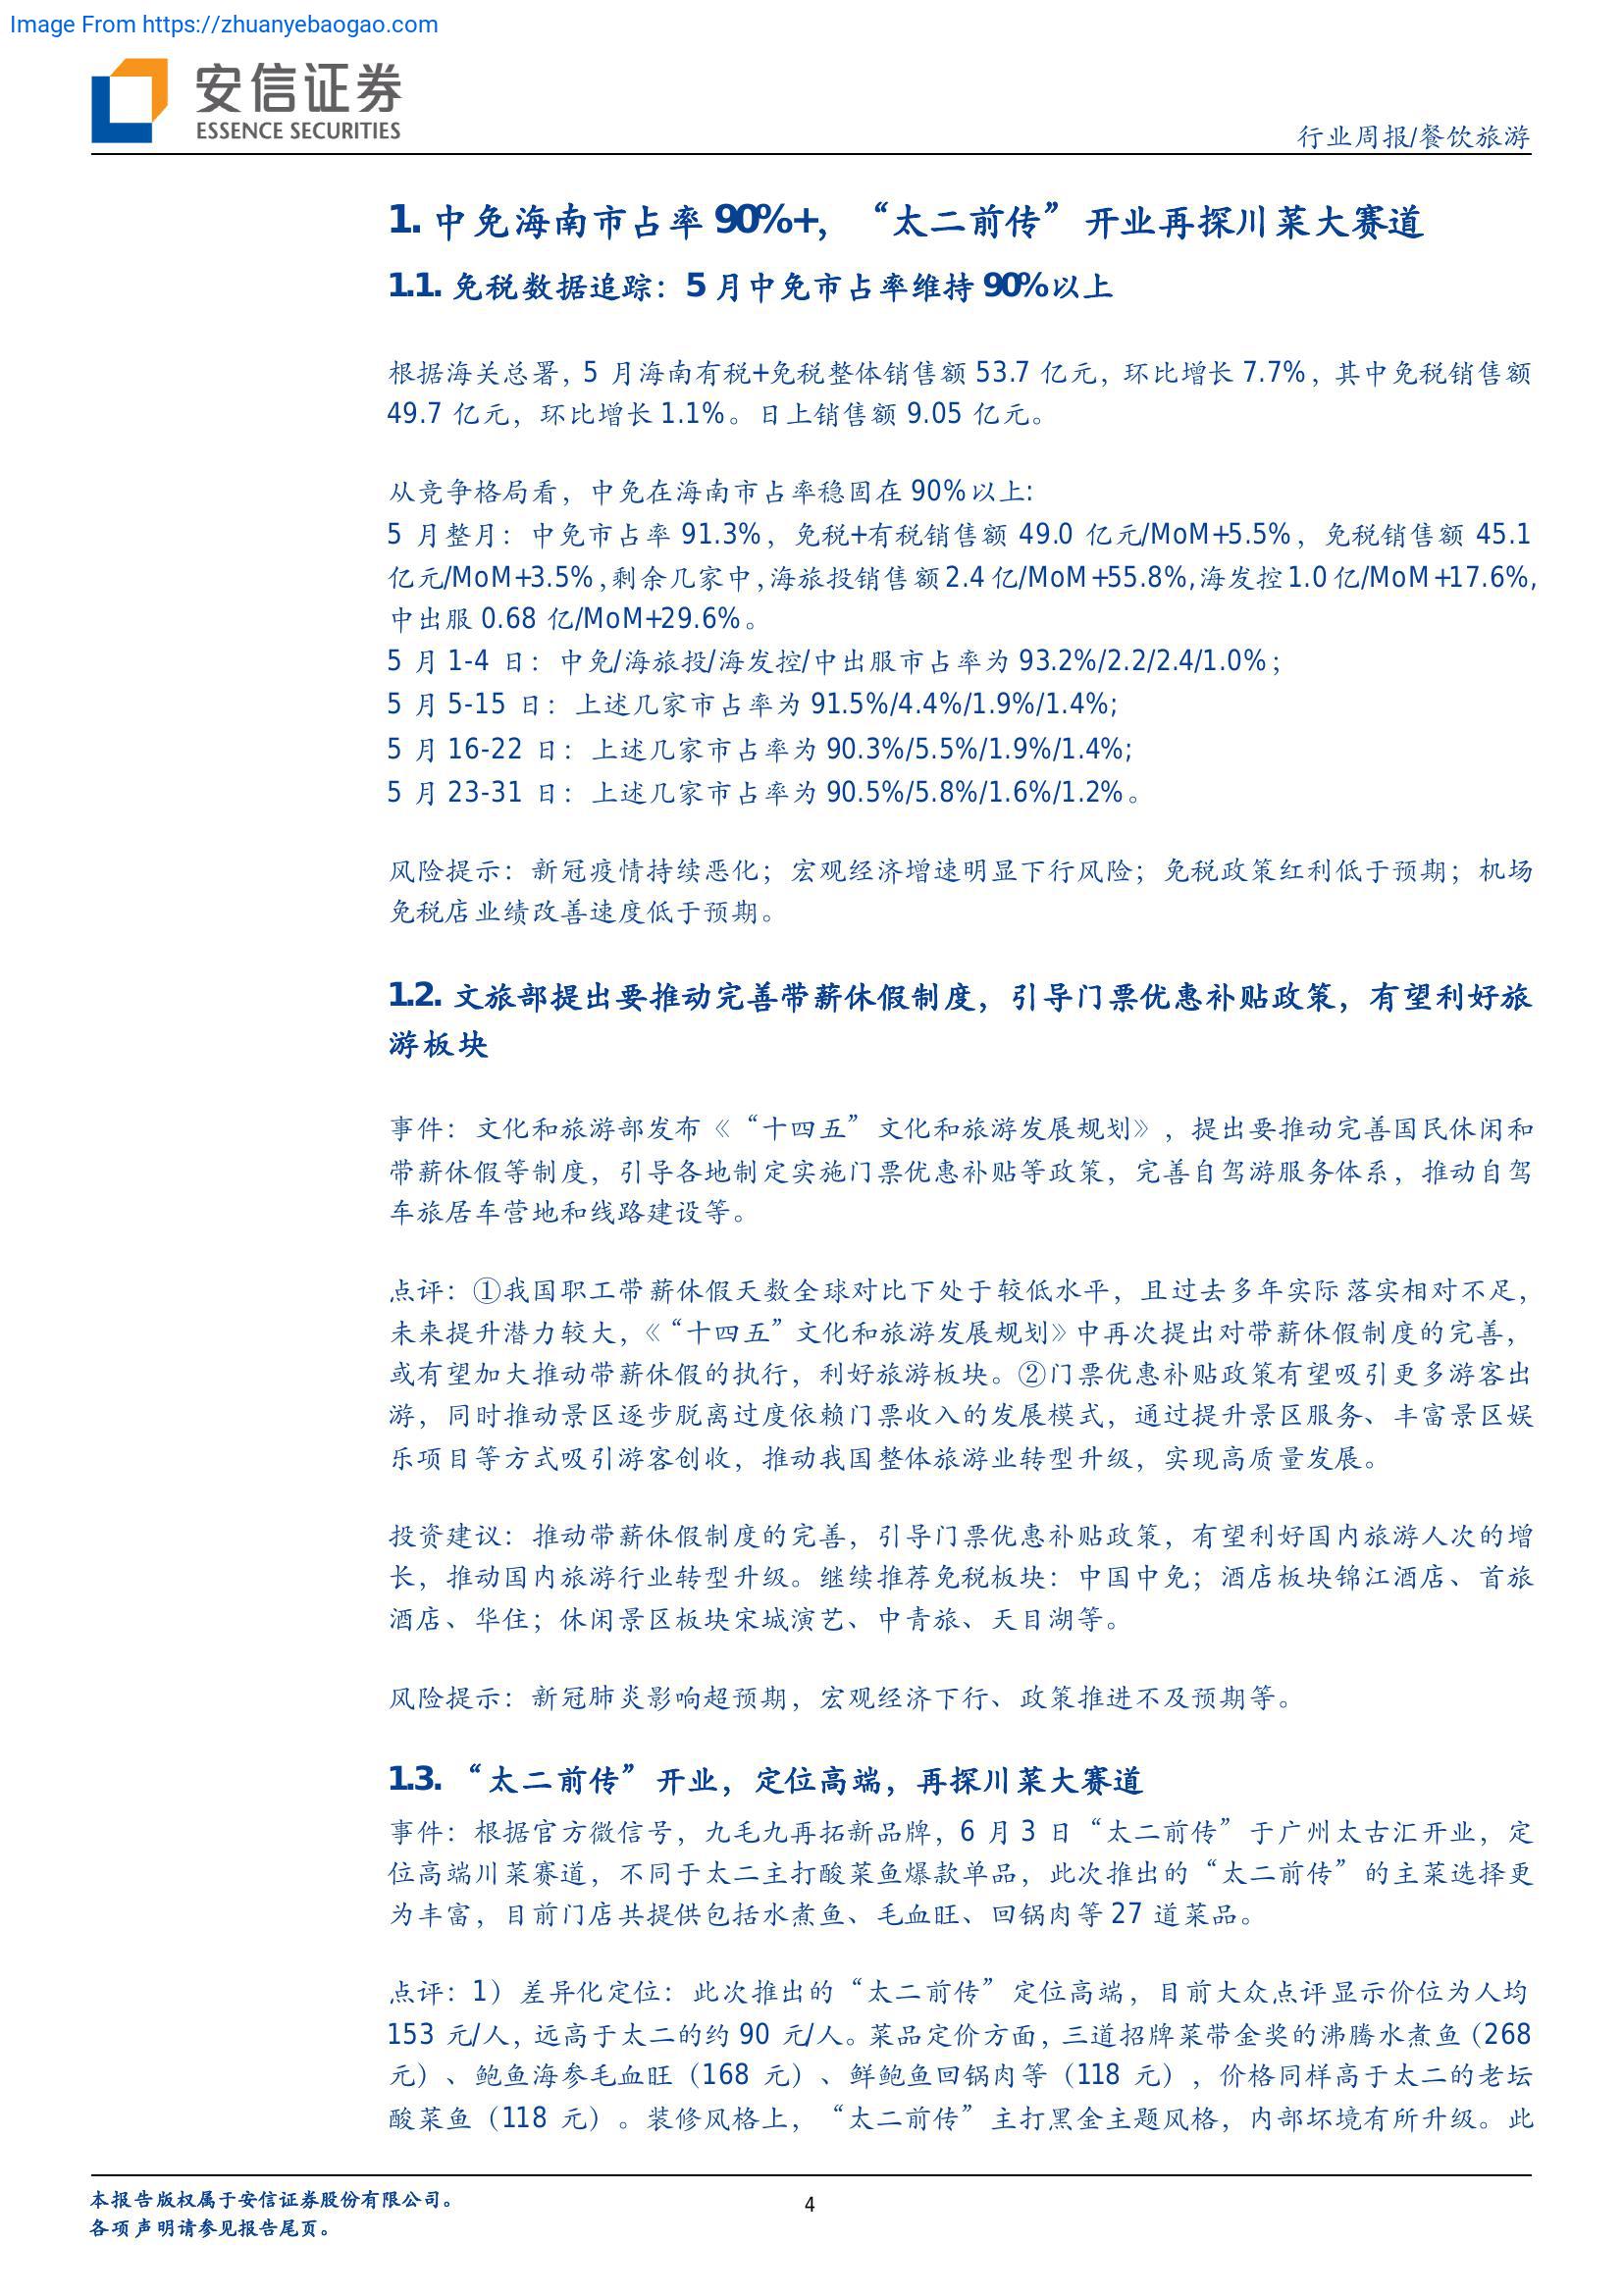 Image From https://zhuanyebaogao.com
安信证券
ESSENCE SECURITIES
行业周报/餐饮旅游
1. 中免海南市占率 90%+，“太二前传”开业再探川菜大赛道
1.1. 免税数据追踪：5 月中免市占率维持 90%以上
根据海关总署，5 月海南有税+免税整体销售额 53.7 亿元，环比增长 7.7%，其中免税销售额
49.7 亿元，环比增长 1.1%。日上销售额 9.05 亿元。
从竞争格局看，中免在海南市占率稳固在 90%以上:
5 月整月：中免市占率 91.3%，免税+有税销售额 49.0 亿元/MoM+5.5%，免税销售额 45.1
亿元/MoM+3.5%，剩余几家中，海旅投销售额 2.4 亿/MoM+55.8%，海发控 1.0 亿/MoM+17.6%，
中出服 0.68 亿/MoM+29.6%。
5 月 1-4 日：中免/海旅投/海发控/中出服市占率为 93.2%/2.2/2.4/1.0%；
5 月 5-15 日：上述几家市占率为 91.5%/4.4%/1.9%/1.4%;
5 月 16-22 日：上述几家市占率为 90.3%/5.5%/1.9%/1.4%;
5 月 23-31 日：上述几家市占率为 90.5%/5.8%/1.6%/1.2%。
风险提示：新冠疫情持续恶化；宏观经济增速明显下行风险；免税政策红利低于预期；机场
免税店业绩改善速度低于预期。
1.2. 文旅部提出要推动完善带薪休假制度，引导门票优惠补贴政策，有望利好旅
游板块
事件：文化和旅游部发布《“十四五”文化和旅游发展规划》，提出要推动完善国民休闲和
带薪休假等制度，引导各地制定实施门票优惠补贴等政策，完善自驾游服务体系，推动自驾
车旅居车营地和线路建设等。
点评：①我国职工带薪休假天数全球对比下处于较低水平，且过去多年实际落实相对不足，
未来提升潜力较大，《“十四五”文化和旅游发展规划》中再次提出对带薪休假制度的完善，
或有望加大推动带薪休假的执行，利好旅游板块。②门票优惠补贴政策有望吸引更多游客出
游，同时推动景区逐步脱离过度依赖门票收入的发展模式，通过提升景区服务、丰富景区娱
乐项目等方式吸引游客创收，推动我国整体旅游业转型升级，实现高质量发展。
投资建议：推动带薪休假制度的完善，引导门票优惠补贴政策，有望利好国内旅游人次的增
长，推动国内旅游行业转型升级。继续推荐免税板块：中国中免；酒店板块锦江酒店、首旅
酒店、华住；休闲景区板块宋城演艺、中青旅、天目湖等。
风险提示：新冠肺炎影响超预期，宏观经济下行、政策推进不及预期等。
1.3. “太二前传”开业，定位高端，再探川菜大赛道
事件：根据官方微信号，九毛九再拓新品牌，6 月 3 日“太二前传”于广州太古汇开业，定
位高端川菜赛道，不同于太二主打酸菜鱼爆款单品，此次推出的“太二前传”的主菜选择更
为丰富，目前门店共提供包括水煮鱼、毛血旺、回锅肉等 27 道菜品。
点评：1）差异化定位：此次推出的“太二前传”定位高端，目前大众点评显示价位为人均
153 元/人，远高于太二的约 90 元/人。菜品定价方面，三道招牌菜带金奖的沸腾水煮鱼（268
元）、鲍鱼海参毛血旺（168 元）、鲜鲍鱼回锅肉等（118 元），价格同样高于太二的老坛
酸菜鱼（118 元）。装修风格上，“太二前传”主打黑金主题风格，内部坏境有所升级。此
本报告版权属于安信证券股份有限公司。
4
各项声明请参见报告尾页。